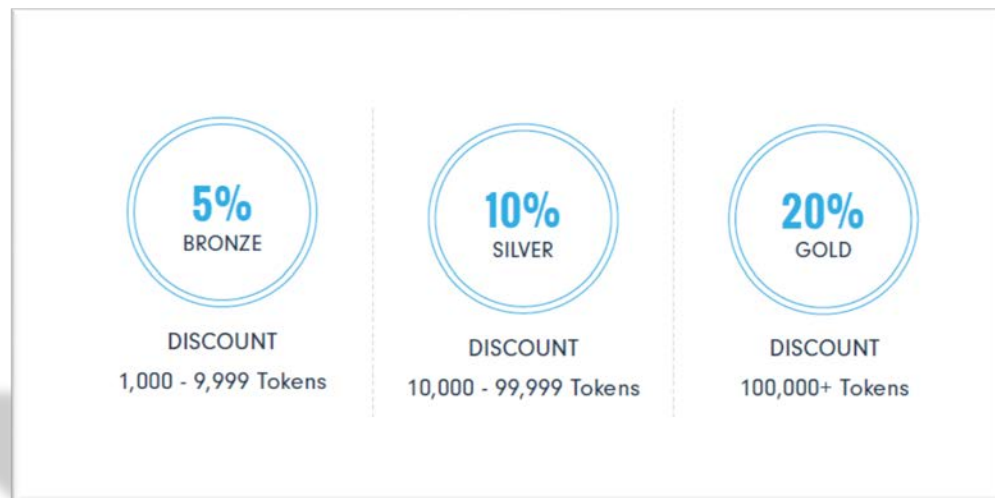 5%
BRONZE
DISCOUNT
1,000 - 9,999 Tokens
10%
SILVER
DISCOUNT
10,000 - 99,999 Tokens
20%
GOLD
DISCOUNT
100,000+ Tokens